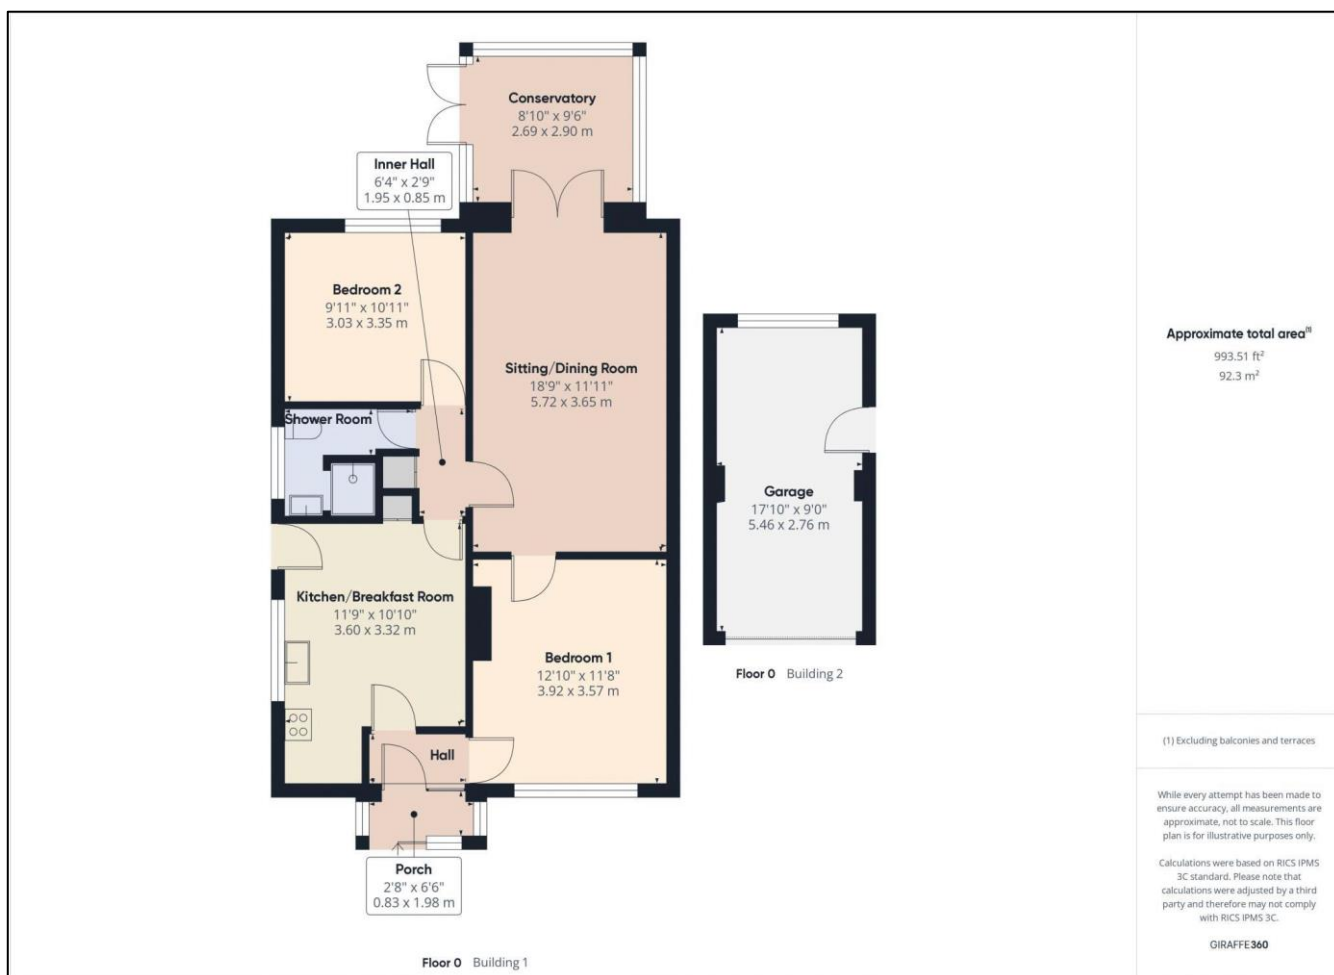 Conservatory
8'10" x 9'6"
2.69 x 2.90 m
Inner Hall
6'4" x 2'9"
1.95 x 0.85 m
Bedroom 2
9'11" x 10'11"
3.03 x 3.35 m
Sitting/Dining Room
18'9" x 11'11"
5.72 x 3.65 m
Shower Room
Garage
17'10" x 9'0"
5.46 x 2.76 m
Kitchen/Breakfast Room
11'9" x 10'10"
3.60 x 3.32 m
Bedroom 1
12'10" x 11'8"
3.92 x 3.57 m
Floor 0 Building 2
Hall
Porch
2'8" x 6'6"
0.83 x 1.98 m
Floor 0 Building 1
Approximate total area(1)
993.51 ft²
92.3 m²
(1) Excluding balconies and terraces
While every attempt has been made to
ensure accuracy, all measurements are
approximate, not to scale. This floor
plan is for illustrative purposes only.
Calculations were based on RICS IPMS
3C standard. Please note that
calculations were adjusted by a third
party and therefore may not comply
with RICS IPMS 3C.
GIRAFFE360